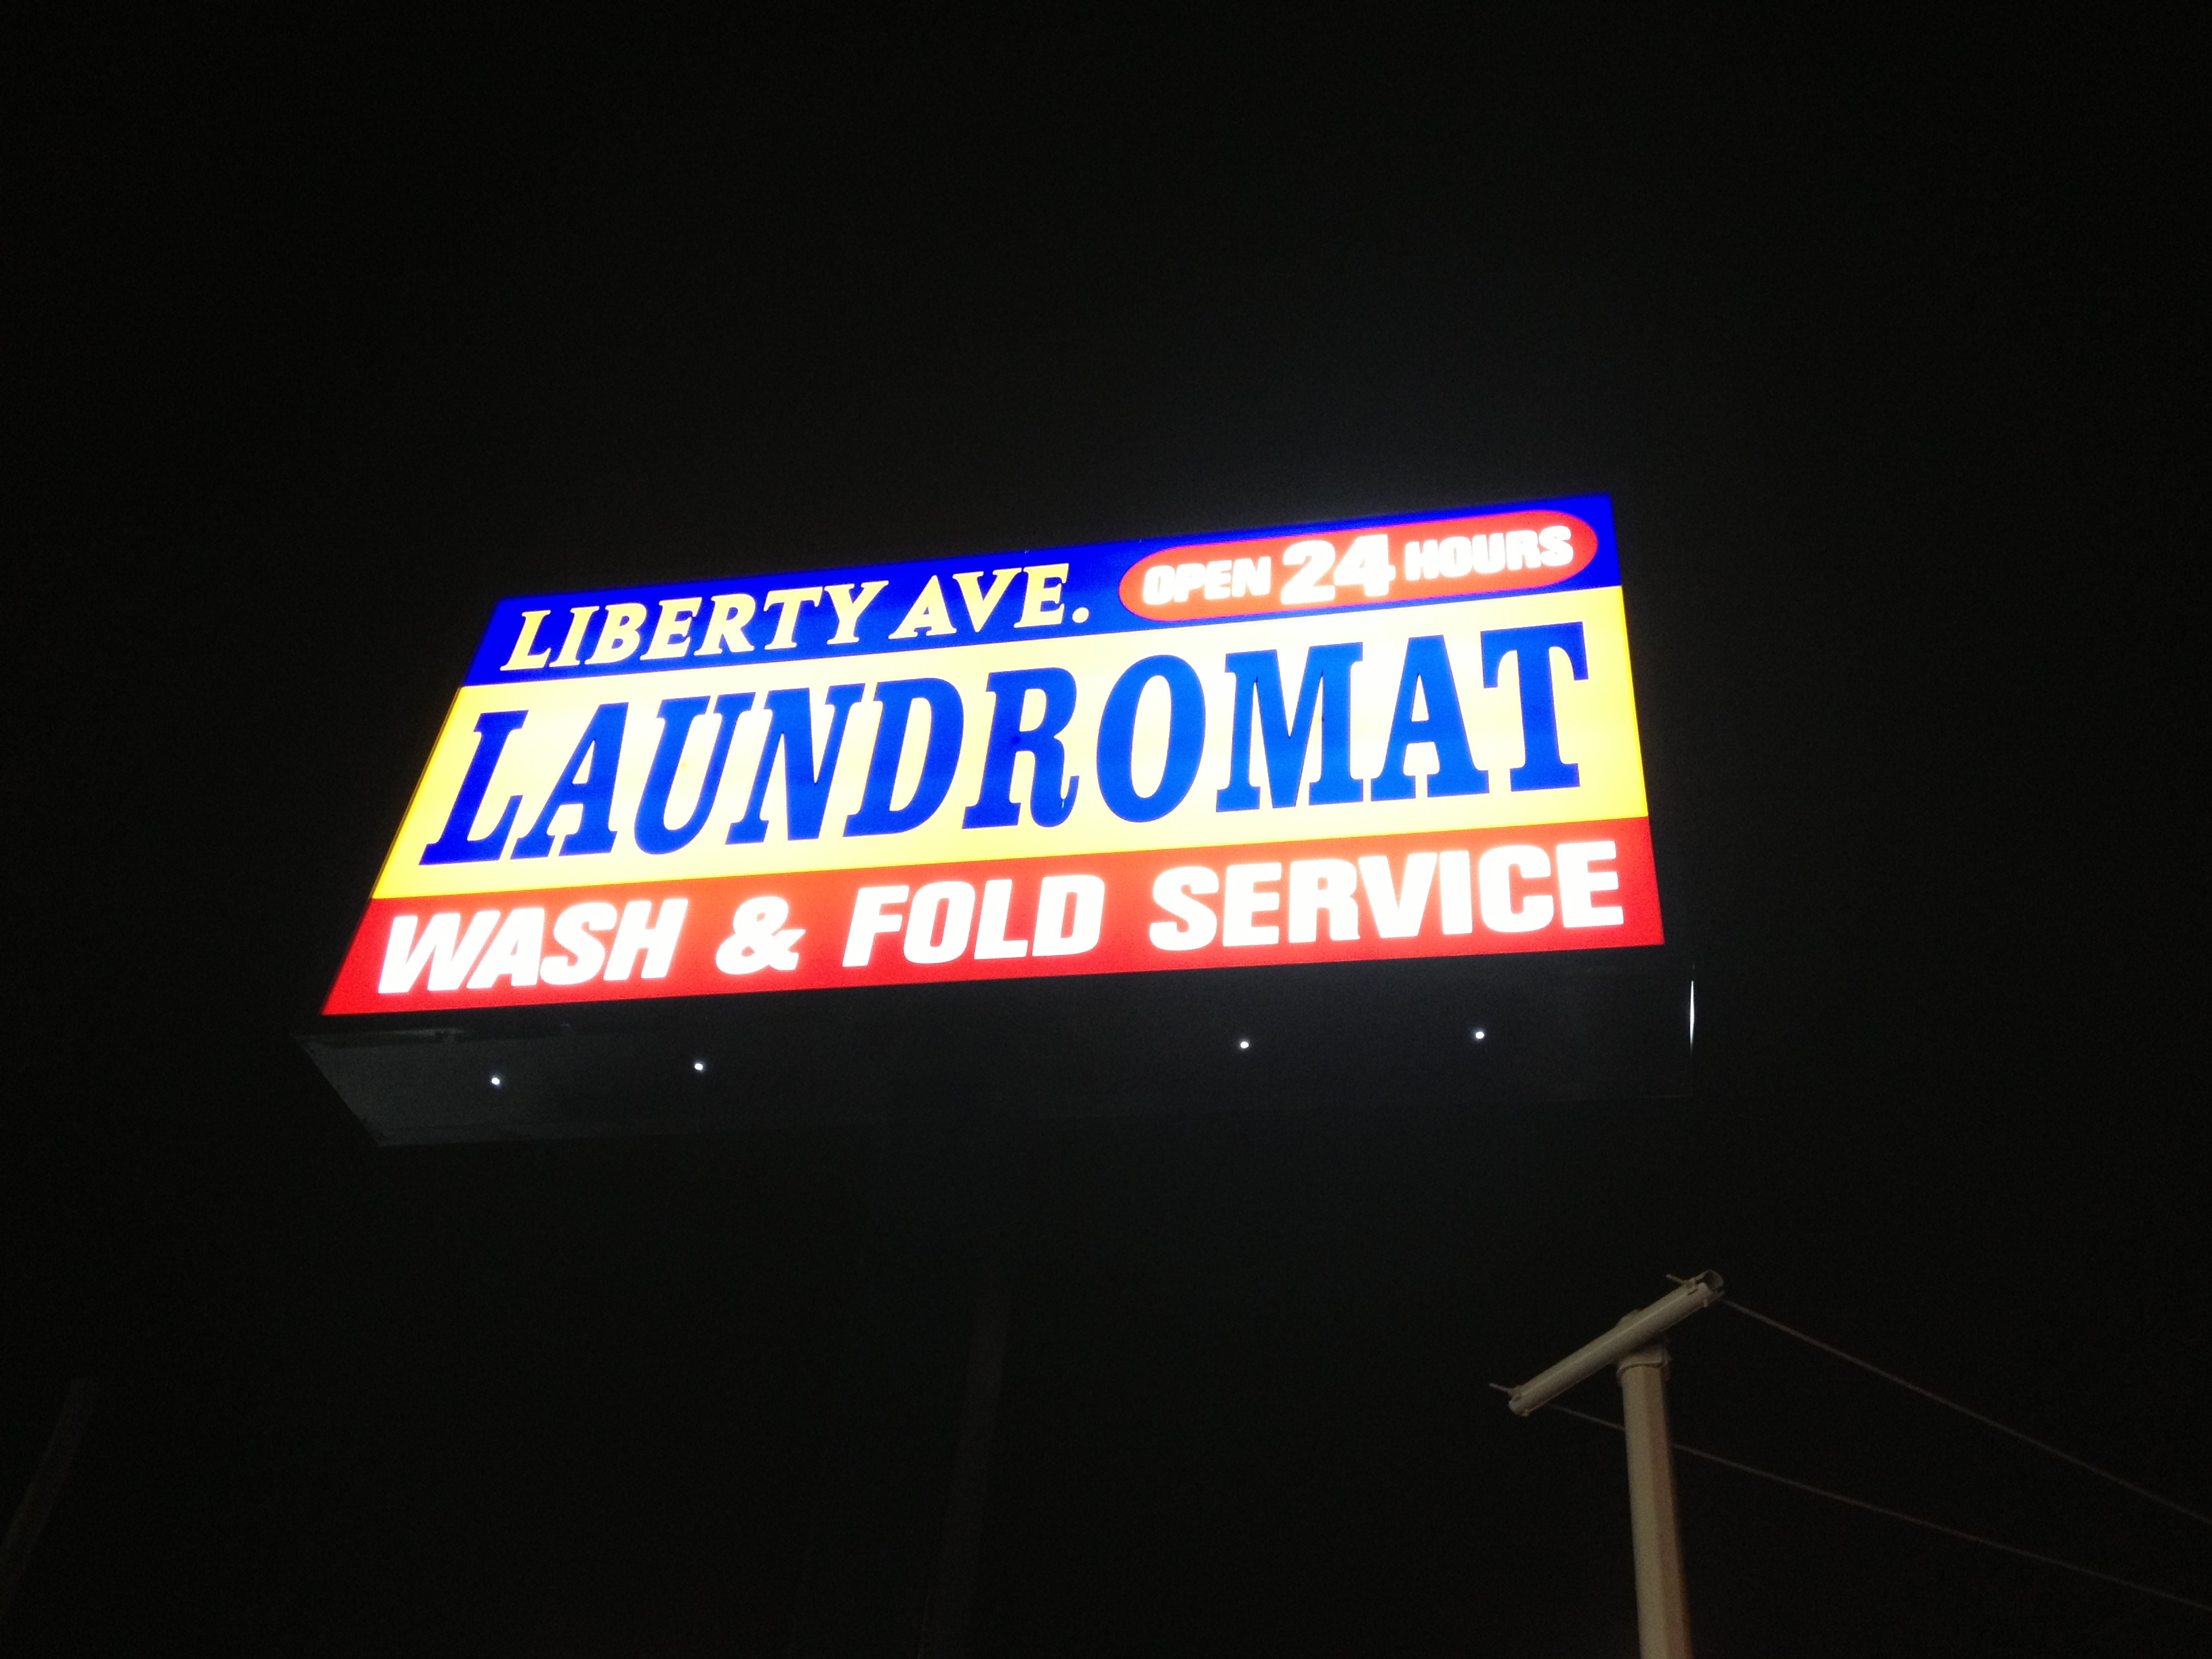 LIBERTY AVE. OPEN 24 HOURS
LAUNDROMAT
WASH & FOLD SERVICE